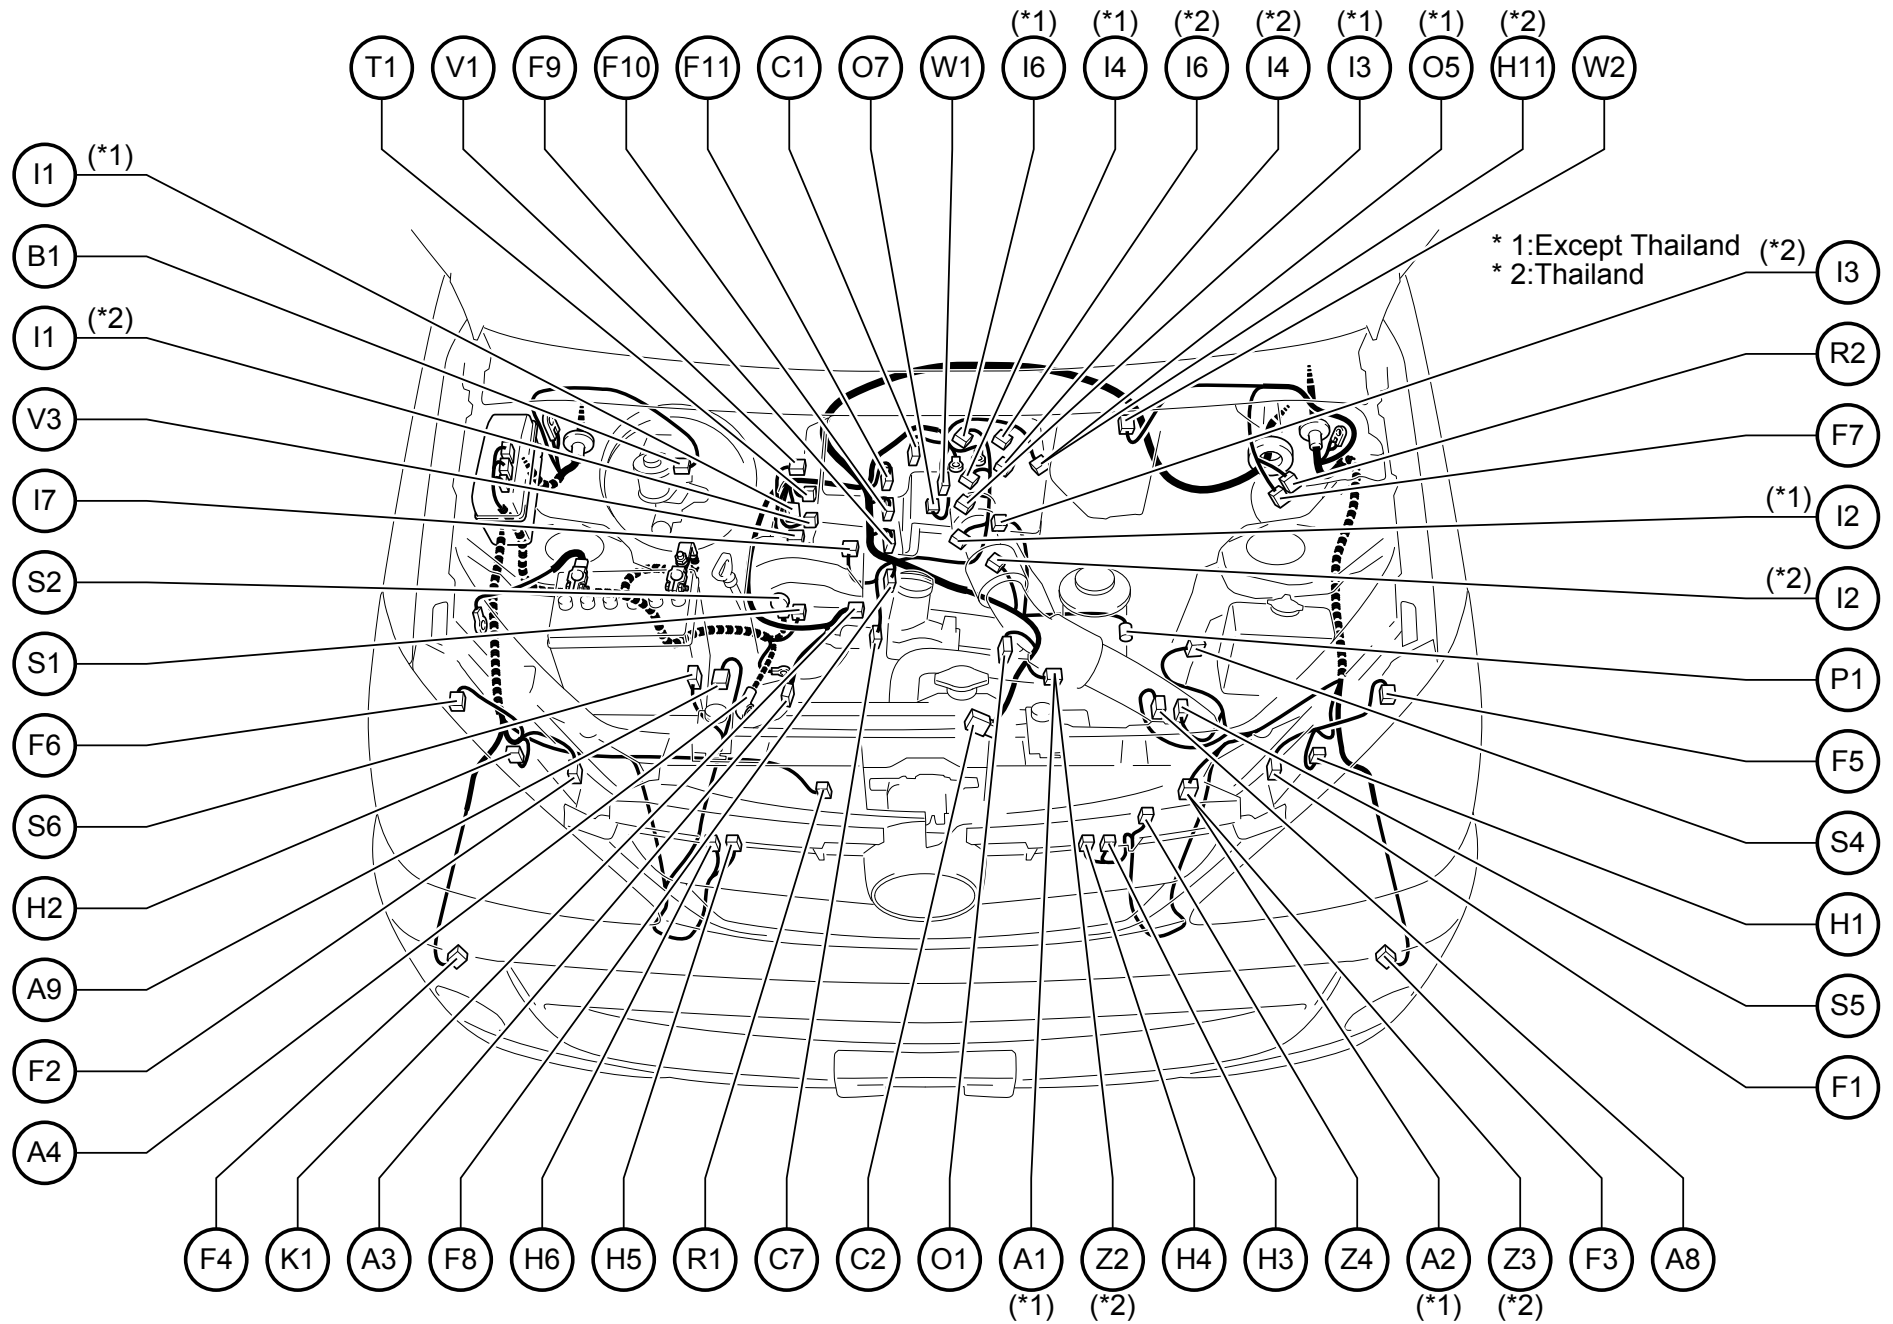 (*1) (*1) (*2) (*2) (*1) (*1) (*2)
T1 V1 F9 F10 F11 C1 O7 W1 I6 I4 I6 I4 I3 O5 H11 W2
I1 (*1)
B1
I1 (*2)
V3
I7
S2
S1
F6
S6
H2
A9
F2
A4
* 1:Except Thailand
* 2:Thailand
(*2) I3
R2
F7
(*1) I2
(*2) I2
P1
F5
S4
H1
S5
F1
F4 K1 A3 F8 H6 H5 R1 C7 C2 O1 A1 Z2 H4 H3 Z4 A2 Z3 F3 A8
(*1) (*2) (*1) (*2)